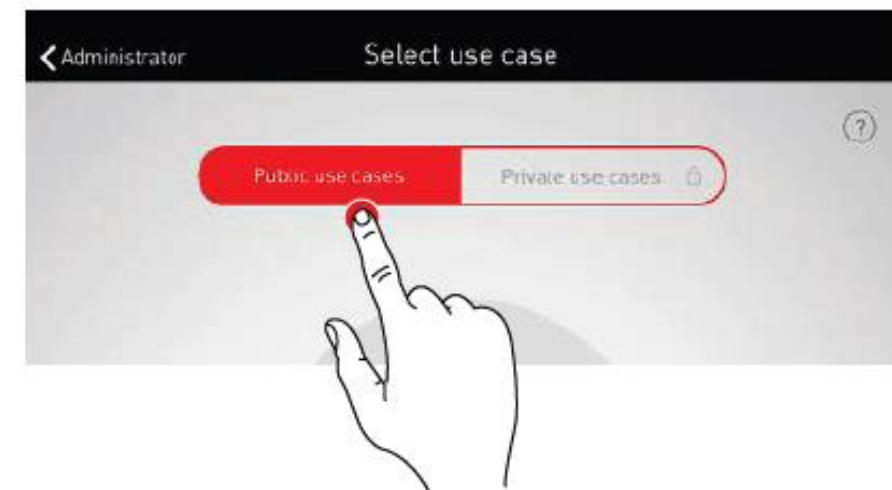 Administrator
Select use case
?
Public use cases
Private use cases